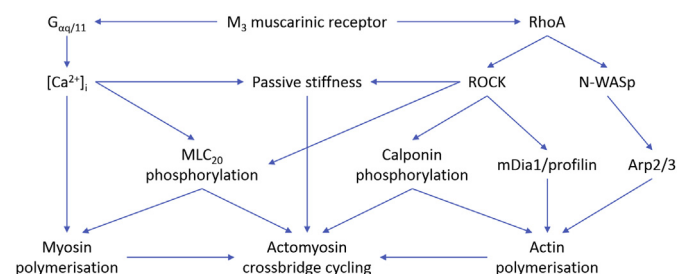 Gαq/11 M3 muscarinic receptor RhoA
[Ca2+]i Passive stiffness ROCK N-WASp
MLC20
phosphorylation
Calponin
phosphorylation
mDia1/profilin Arp2/3
Myosin
polymerisation
Actomyosin
crossbridge cycling
Actin
polymerisation